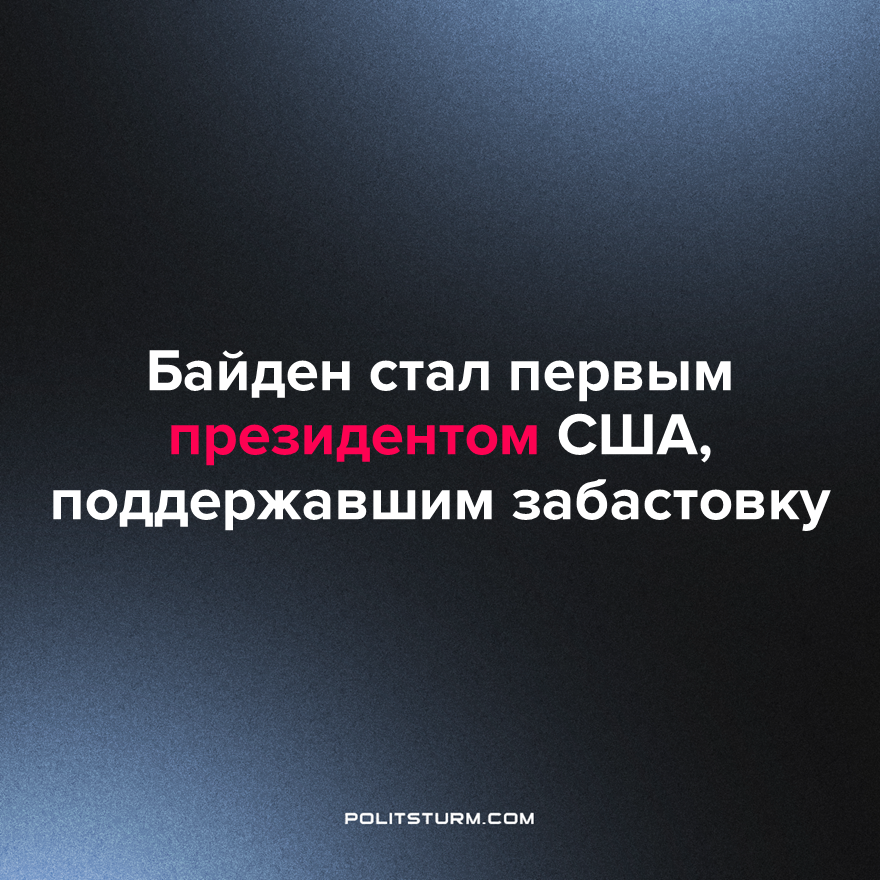 Байден стал первым
президентом США,
поддержавшим забастовку
POLITSTURM.COM